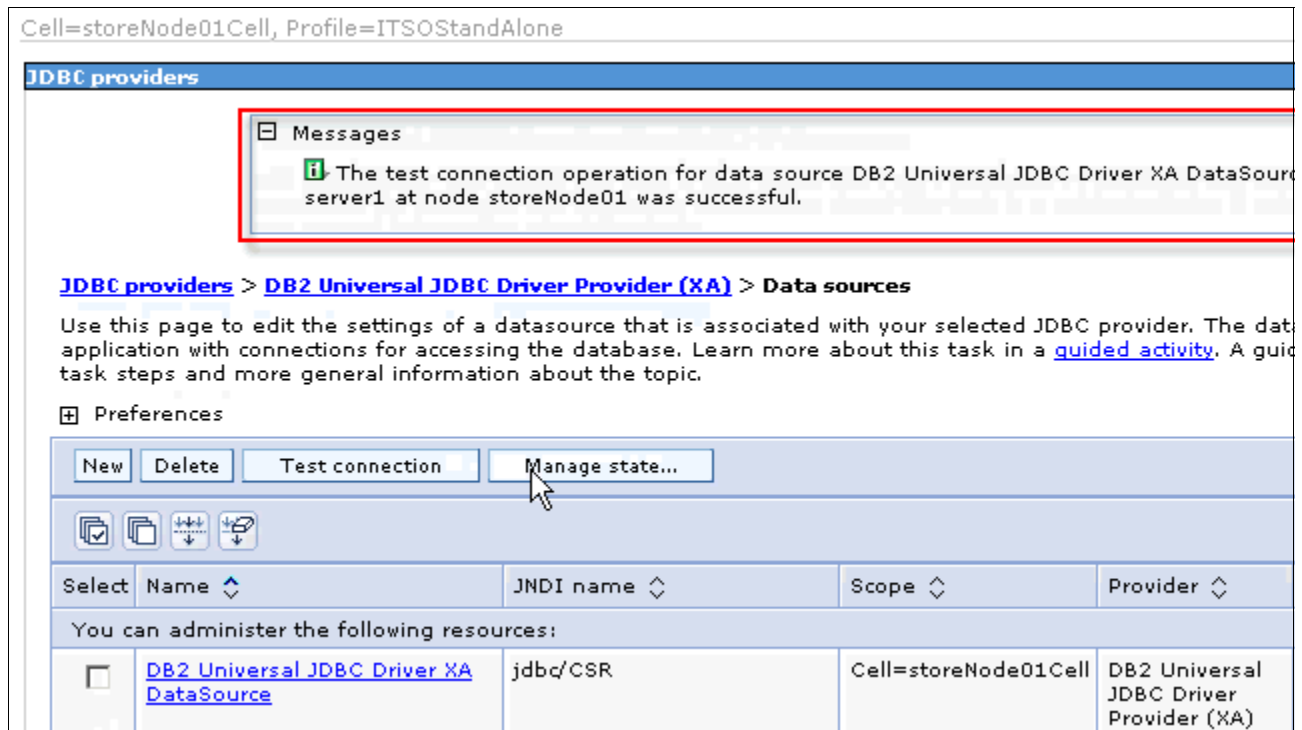 Cell=storeNode01Cell, Profile=ITSOStandAlone
JDBC providers
Messages
The test connection operation for data source DB2 Universal JDBC Driver XA DataSourc
server1 at node storeNode01 was successful.
JDBC providers > DB2 Universal JDBC Driver Provider (XA) > Data sources
Use this page to edit the settings of a datasource that is associated with your selected JDBC provider. The data
application with connections for accessing the database. Learn more about this task in a guided activity. A guid
task steps and more general information about the topic.
Preferences
New Delete Test connection Manage state...
Select Name JNDI name Scope Provider
You can administer the following resources:
DB2 Universal JDBC Driver XA DataSource
jdbc/CSR
Cell=storeNode01Cell
DB2 Universal JDBC Driver Provider (XA)